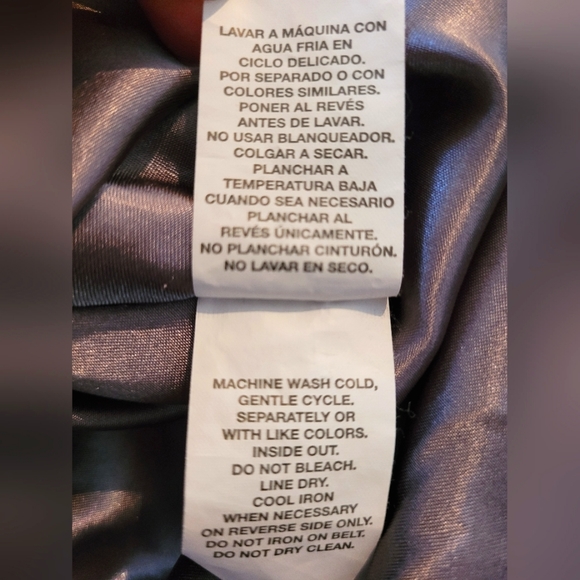 LAVAR A MÁQUINA CON
AGUA FRIA EN
CICLO DELICADO.
POR SEPARADO O CON
COLORES SIMILARES.
PONER AL REVÉS
ANTES DE LAVAR.
NO USAR BLANQUEADOR.
COLGAR A SECAR.
PLANCHAR A
TEMPERATURA BAJA
CUANDO SEA NECESARIO
PLANCHAR AL
REVÉS ÚNICAMENTE.
NO PLANCHAR CINTURÓN.
NO LAVAR EN SECO.
MACHINE WASH COLD,
GENTLE CYCLE.
SEPARATELY OR
WITH LIKE COLORS.
INSIDE OUT.
DO NOT BLEACH.
LINE DRY.
COOL IRON
WHEN NECESSARY
ON REVERSE SIDE ONLY.
DO NOT IRON ON BELT.
DO NOT DRY CLEAN.